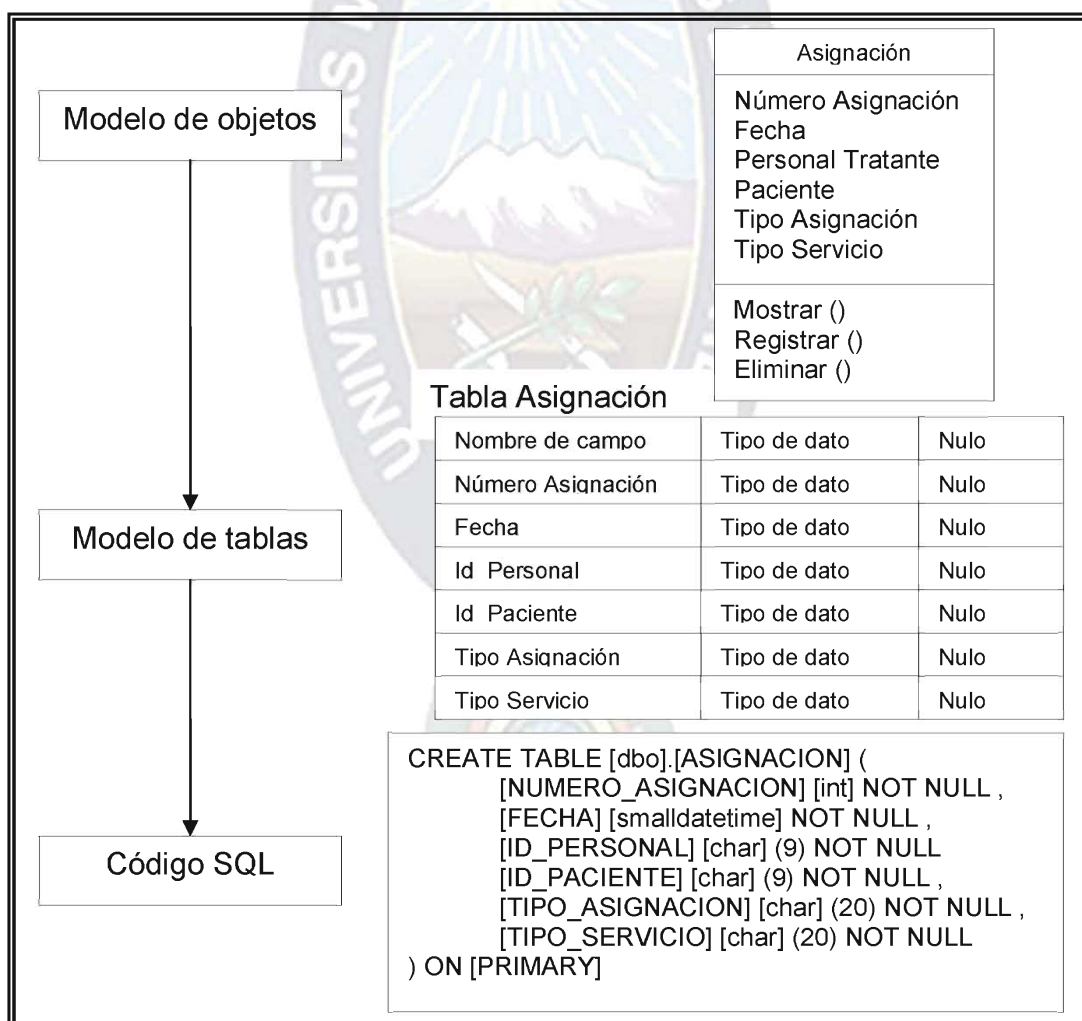 UNIVERSITAS M
Modelo de objetos
Asignación
Número Asignación
Fecha
Personal Tratante
Paciente
Tipo Asignación
Tipo Servicio
Mostrar ()
Registrar ()
Eliminar ()
Tabla Asignación
Nombre de campo Tipo de dato Nulo
Número Asignación Tipo de dato Nulo
Fecha Tipo de dato Nulo
Modelo de tablas
Id Personal Tipo de dato Nulo
Id Paciente Tipo de dato Nulo
Tipo Asignación Tipo de dato Nulo
Tipo Servicio Tipo de dato Nulo
Código SQL
CREATE TABLE [dbo].[ASIGNACION] (
[NUMERO_ASIGNACION] [int] NOT NULL ,
[FECHA] [smalldatetime] NOT NULL ,
[ID_PERSONAL] [char] (9) NOT NULL
[ID_PACIENTE] [char] (9) NOT NULL ,
[TIPO_ASIGNACION] [char] (20) NOT NULL ,
[TIPO_SERVICIO] [char] (20) NOT NULL
) ON [PRIMARY]